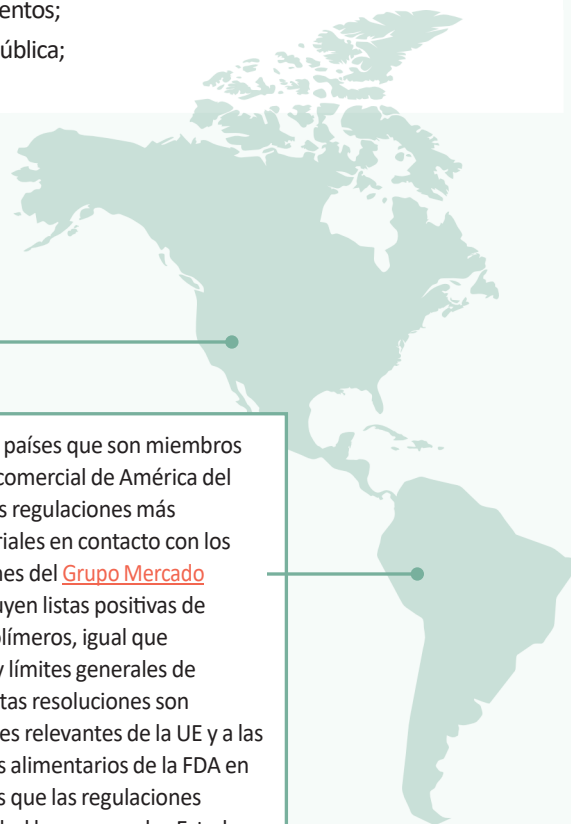 entos;
ública;
países que son miembros
comercial de América del
s regulaciones más
riales en contacto con los
nes del Grupo Mercado
uyen listas positivas de
olímeros, igual que
y límites generales de
tas resoluciones son
es relevantes de la UE y a las
s alimentarios de la FDA en
s que las regulaciones